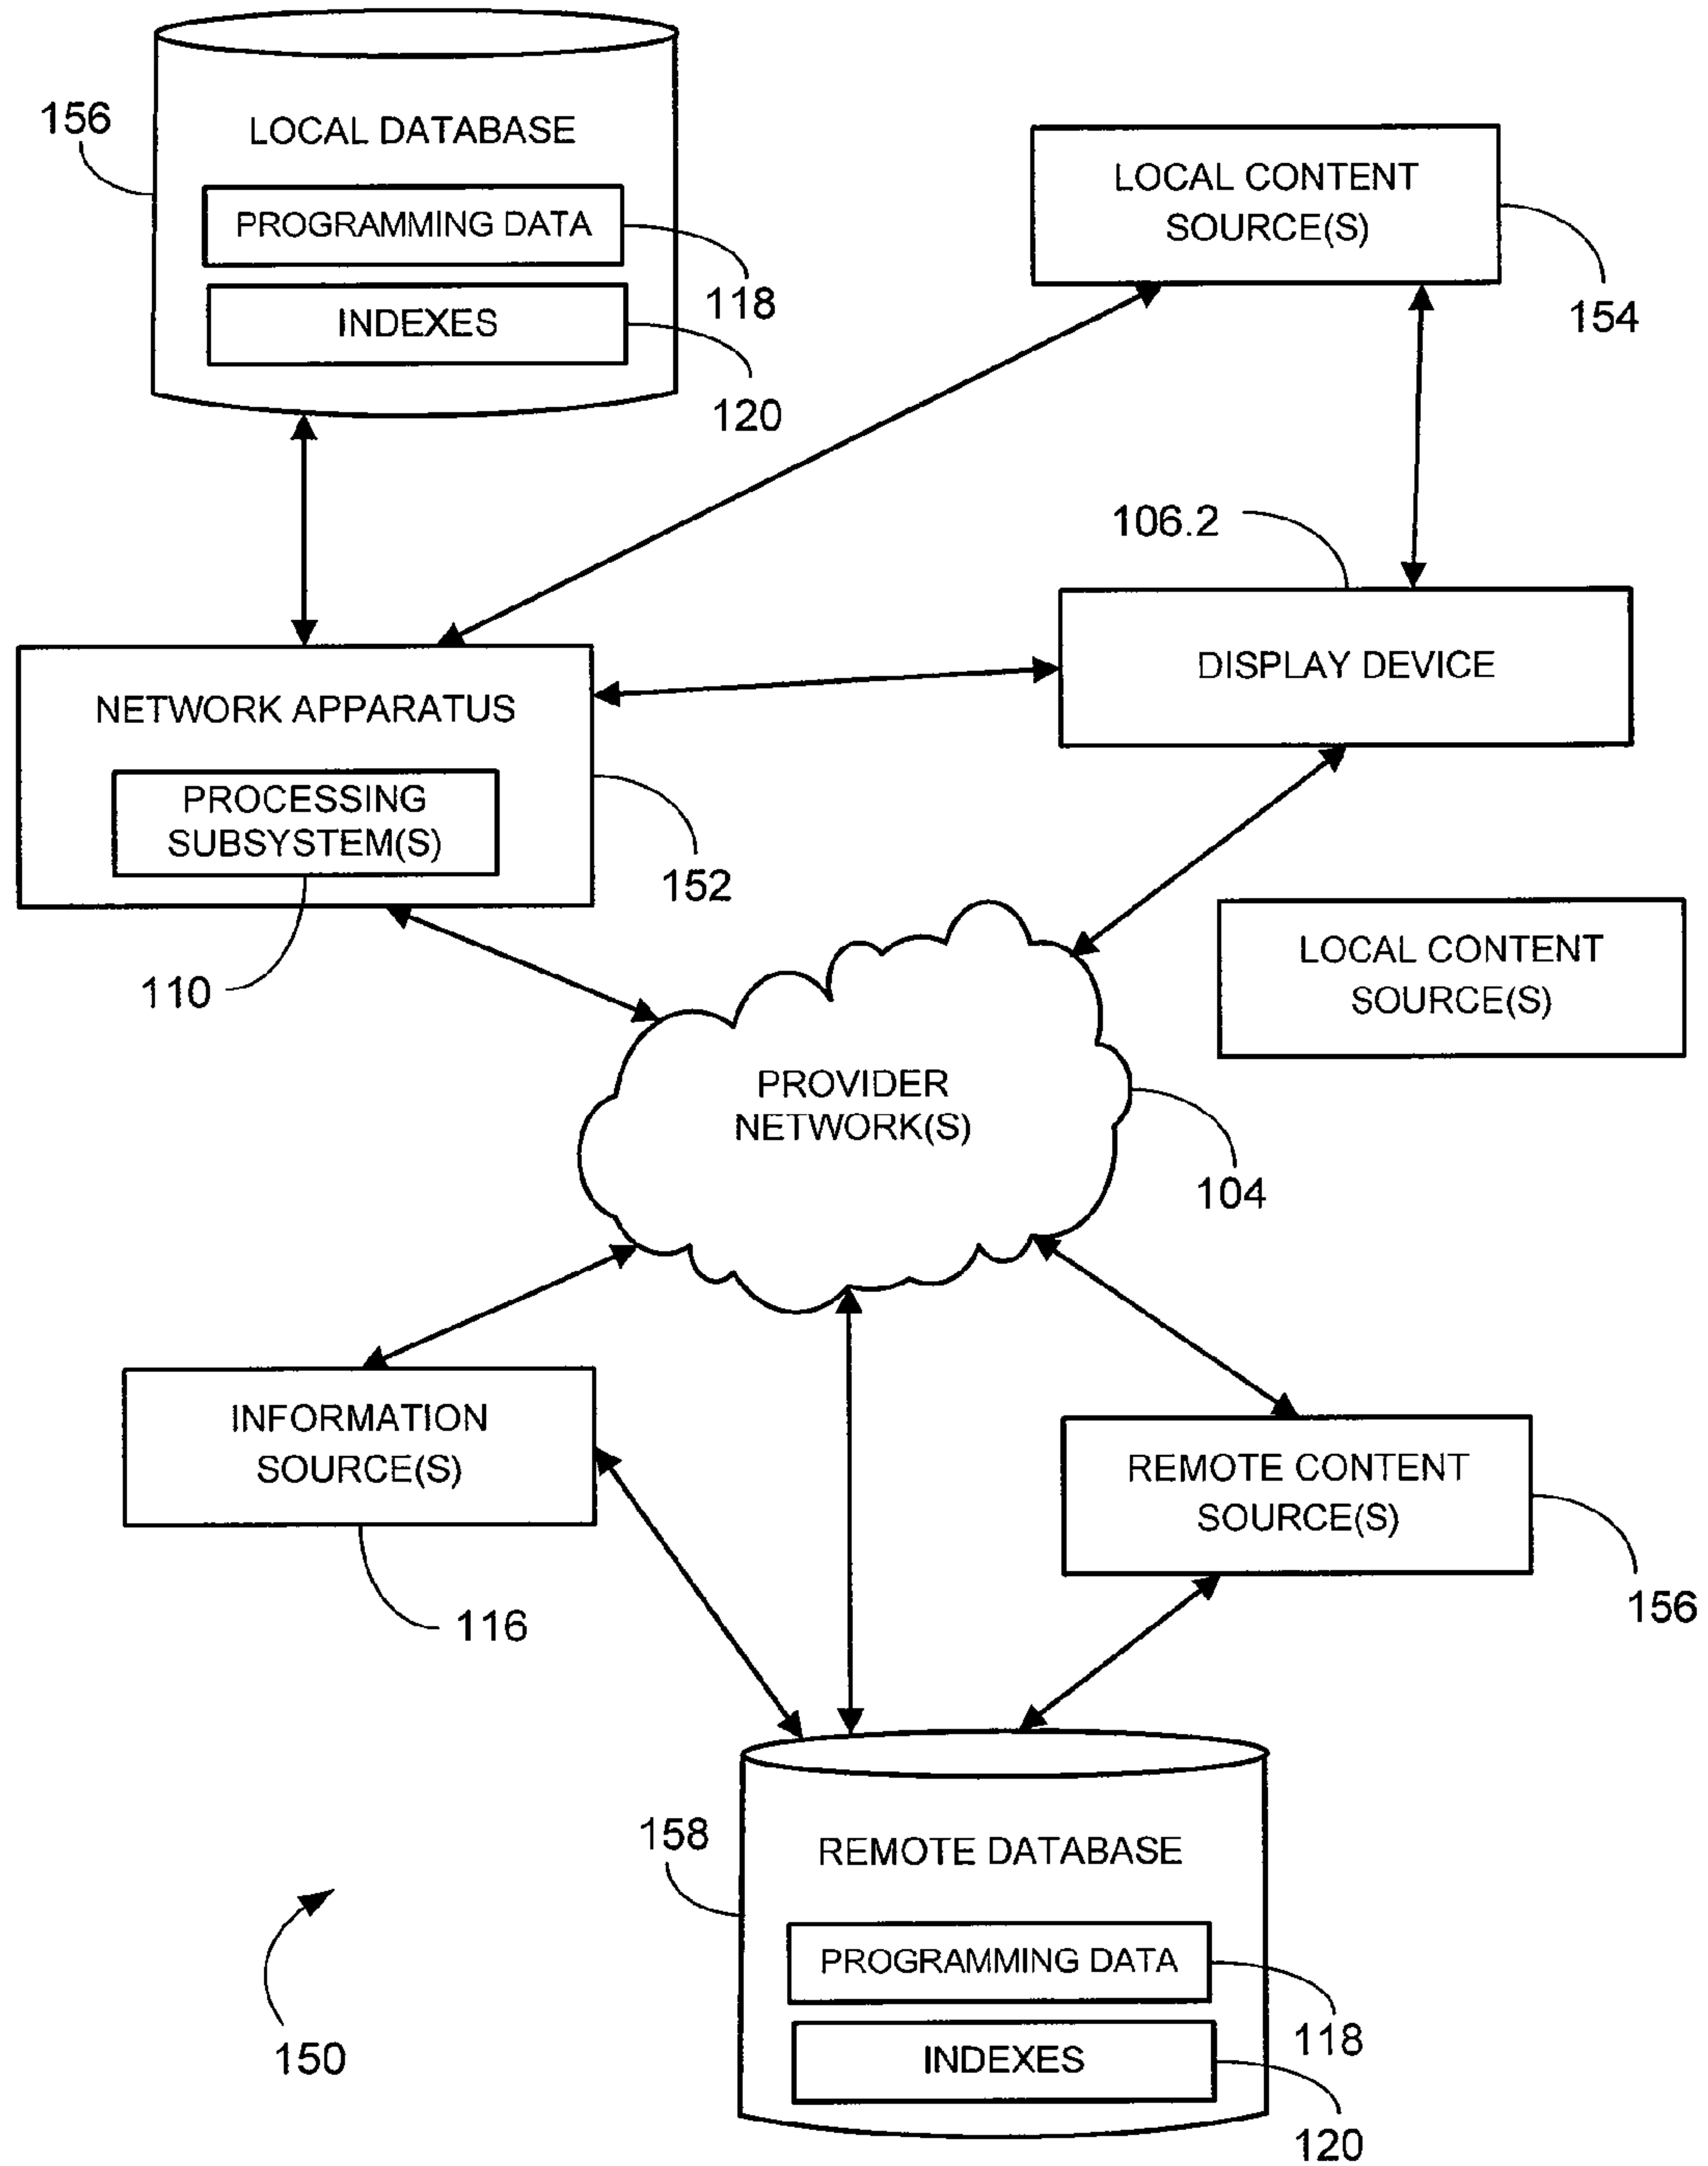 156
LOCAL DATABASE
PROGRAMMING DATA
118
INDEXES
120
LOCAL CONTENT
SOURCE(S)
154
106.2
DISPLAY DEVICE
NETWORK APPARATUS
PROCESSING
SUBSYSTEM(S)
152
110
LOCAL CONTENT
SOURCE(S)
PROVIDER
NETWORK(S)
104
INFORMATION
SOURCE(S)
116
REMOTE CONTENT
SOURCE(S)
156
158
REMOTE DATABASE
PROGRAMMING DATA
118
INDEXES
120
150